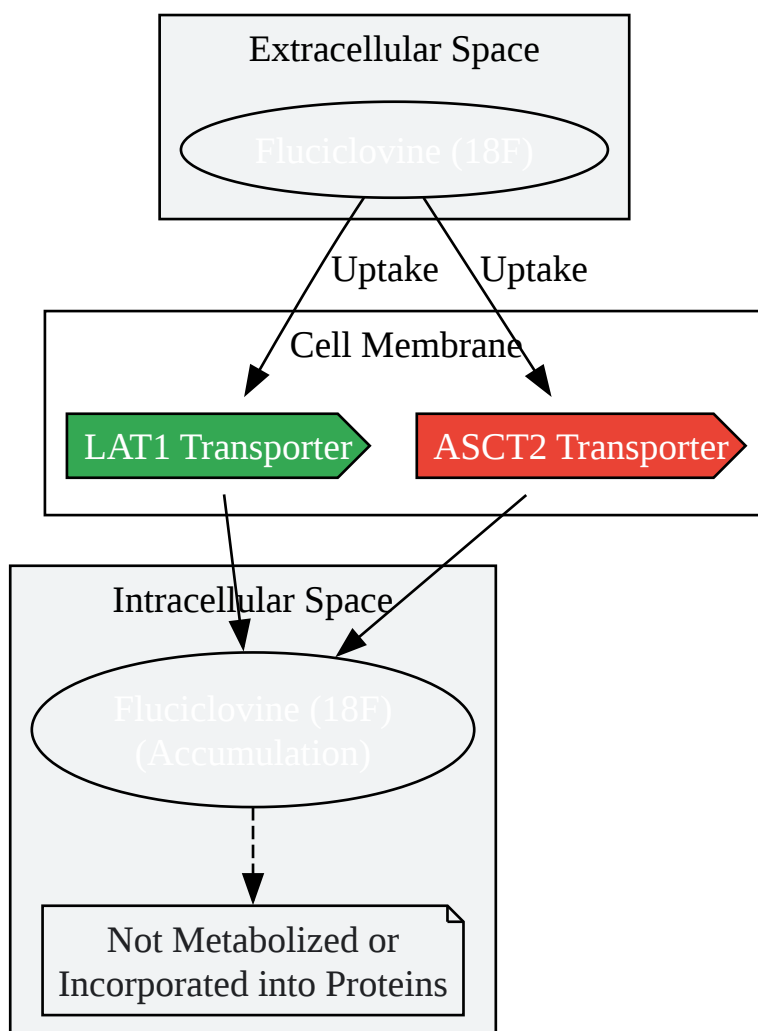 Extracellular Space
Fluciclovine (18F)
Uptake
Uptake
Cell Membrane
LAT1 Transporter
ASCT2 Transporter
Intracellular Space
Fluciclovine (18F)
(Accumulation)
Not Metabolized or
Incorporated into Proteins